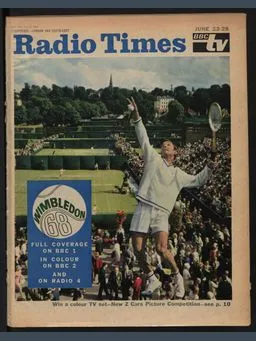 Radio Times
JUNE 22-28
BBC
tv
WIMBLEDON
68
FULL COVERAGE
ON BBC 1
IN COLOUR
ON BBC 2
AND
ON RADIO 4
Win a colour TV set—New Z Cars Picture Competition—see p. 10